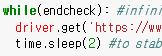 while(endcheck): #infini
driver.get('https://ww
time.sleep(2) #to stab